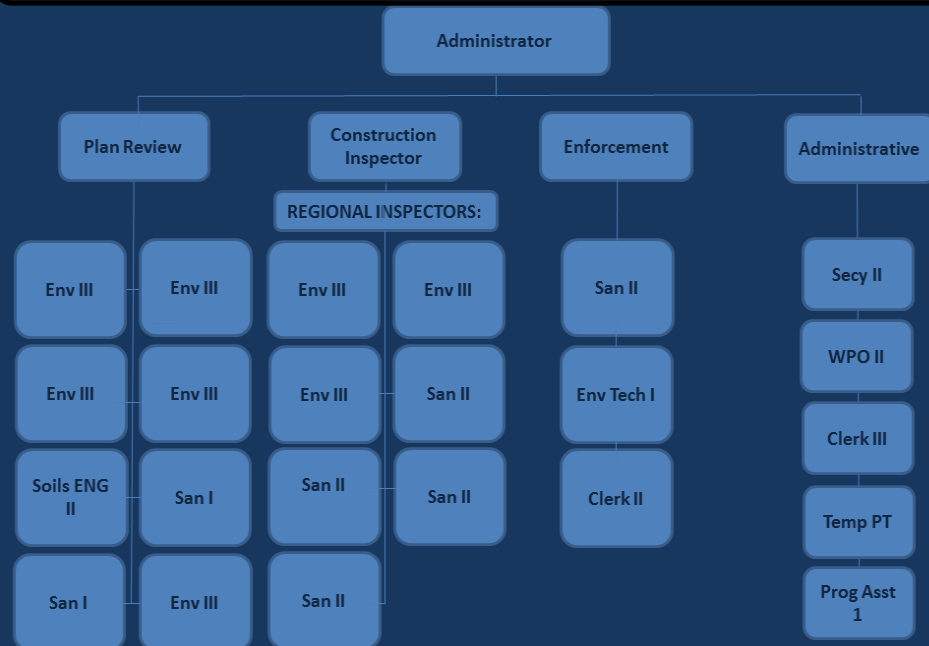 Administrator
Plan Review
Construction
Inspector
Enforcement
Administrative
REGIONAL INSPECTORS:
Env III
Env III
Env III
Env III
San II
Secy II
WPO II
Env III
Env III
Env III
San II
Env Tech I
Clerk III
Soils ENG
II
San I
San II
San II
Clerk II
Temp PT
San I
Env III
San II
Prog Asst
1